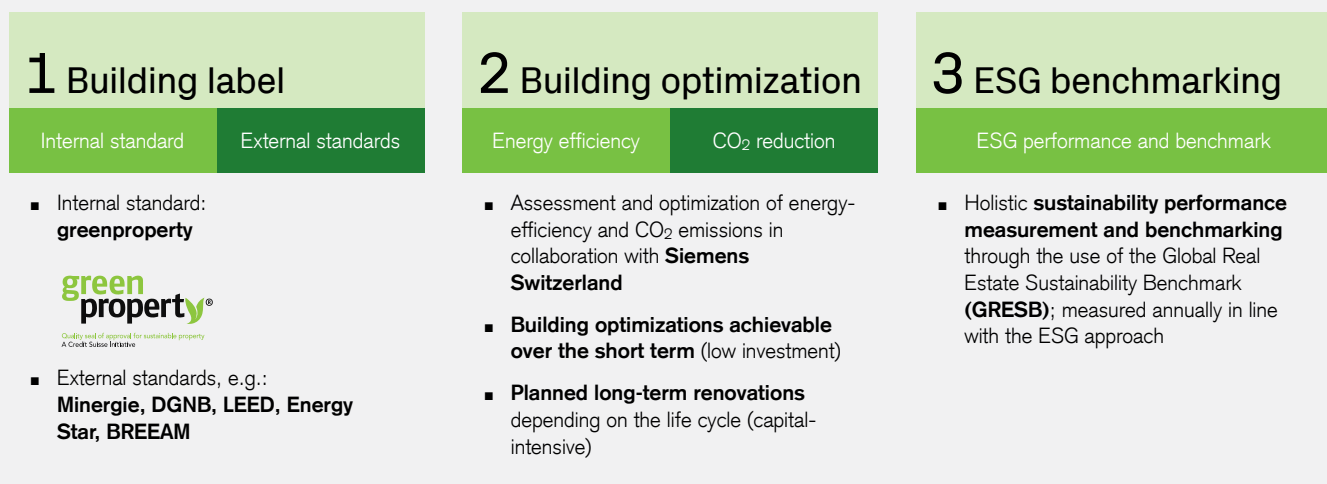 1 Building label
Internal standard
External standards
▪ Internal standard:
greenproperty
green
property®
Quality seal of approval for sustainable property
A Credit Suisse Initiative
▪ External standards, e.g.:
Minergie, DGNB, LEED, Energy
Star, BREEAM
2 Building optimization
Energy efficiency
CO2 reduction
▪ Assessment and optimization of energy-
efficiency and CO2 emissions in
collaboration with Siemens
Switzerland
▪ Building optimizations achievable
over the short term (low investment)
▪ Planned long-term renovations
depending on the life cycle (capital-
intensive)
3 ESG benchmarking
ESG performance and benchmark
▪ Holistic sustainability performance
measurement and benchmarking
through the use of the Global Real
Estate Sustainability Benchmark
(GRESB); measured annually in line
with the ESG approach